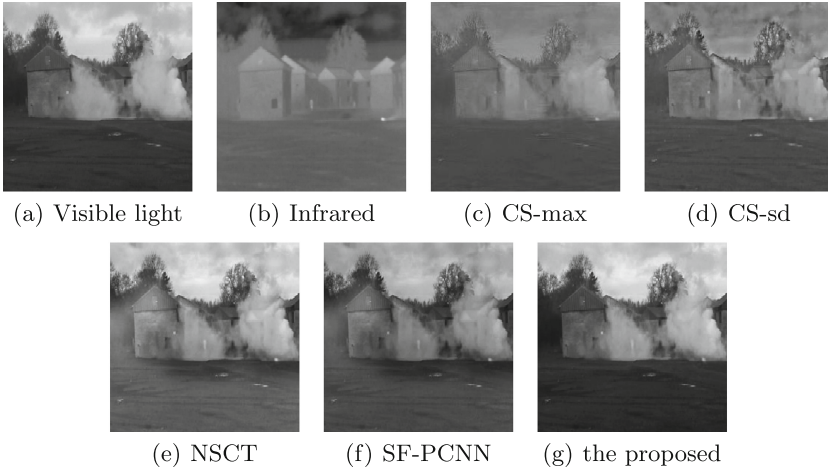 (a) Visible light
(b) Infrared
(c) CS-max
(d) CS-sd
(e) NSCT
(f) SF-PCNN
(g) the proposed